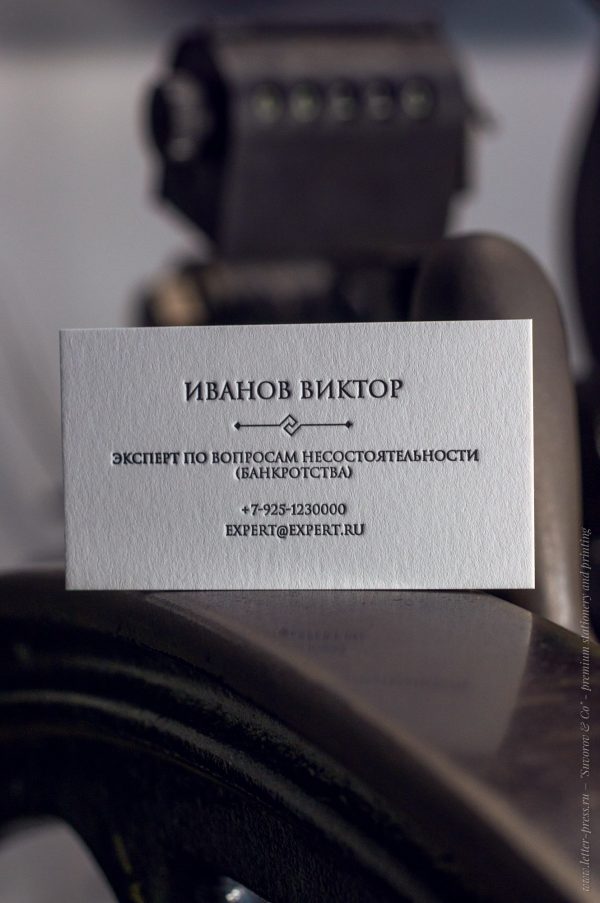 ИВАНОВ ВИКТОР
ЭКСПЕРТ ПО ВОПРОСАМ НЕСОСТОЯТЕЛЬНОСТИ
(БАНКРОТСТВА)
+7-925-1230000
EXPERT@EXPERT.RU
www.letter-press.ru – "Suvorov & Co" - premium stationery and printing